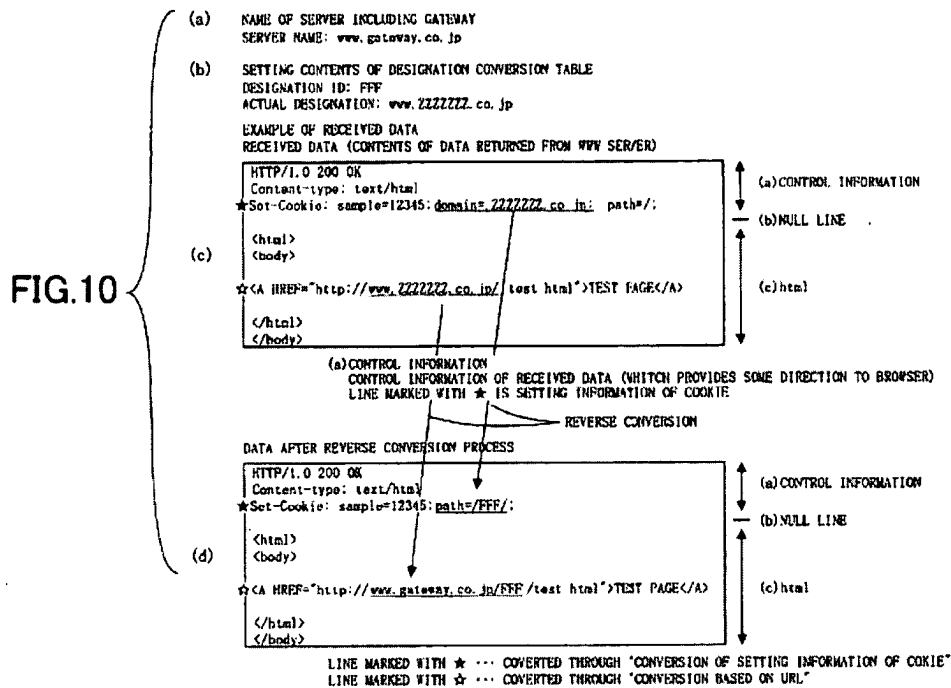 FIG.10
(a) NAME OF SERVER INCLUDING GATEWAY
SERVER NAME: www.gateway.co.jp
(b) SETTING CONTENTS OF DESIGNATION CONVERSION TABLE
DESIGNATION ID: FFF
ACTUAL DESIGNATION: www.ZZZZZZZ.co.jp
EXAMPLE OF RECEIVED DATA
RECEIVED DATA (CONTENTS OF DATA RETURNED FROM WWW SERVER)
(c)
HTTP/1.0 200 OK
Content-type: text/html
★Set-Cookie: sample=12345; domain=.ZZZZZZZ.co.jp; path=/;
<html>
<body>
☆<A HREF="http://www.ZZZZZZZ.co.jp/ test html">TEST PAGE</A>
</html>
</body>
(a)CONTROL INFORMATION
(b)NULL LINE
(c)html
(a)CONTROL INFORMATION
CONTROL INFORMATION OF RECEIVED DATA (WHITCH PROVIDES SOME DIRECTION TO BROWSER)
LINE MARKED WITH ★ IS SETTING INFORMATION OF COOKIE
REVERSE CONVERSION
DATA AFTER REVERSE CONVERSION PROCESS
(d)
HTTP/1.0 200 OK
Content-type: text/html
★Set-Cookie: sample=12345; path=/FFF/;
<html>
<body>
☆<A HREF="http://www.gateway.co.jp/FFF /test html">TEST PAGE</A>
</html>
</body>
(a)CONTROL INFORMATION
(b)NULL LINE
(c)html
LINE MARKED WITH ★ ··· COVERTED THROUGH "CONVERSION OF SETTING INFORMATION OF COKIE"
LINE MARKED WITH ☆ ··· COVERTED THROUGH "CONVERSION BASED ON URL"